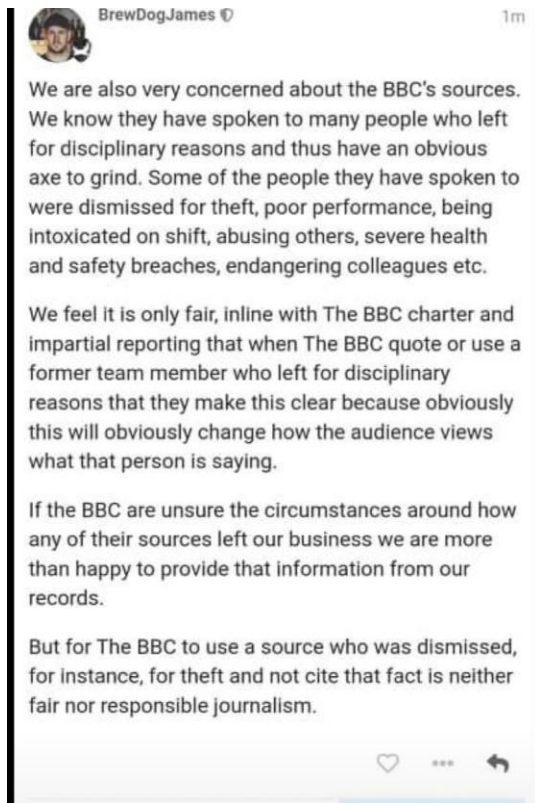 BrewDogJames
1m
We are also very concerned about the BBC's sources.
We know they have spoken to many people who left
for disciplinary reasons and thus have an obvious
axe to grind. Some of the people they have spoken to
were dismissed for theft, poor performance, being
intoxicated on shift, abusing others, severe health
and safety breaches, endangering colleagues etc.
We feel it is only fair, inline with The BBC charter and
impartial reporting that when The BBC quote or use a
former team member who left for disciplinary
reasons that they make this clear because obviously
this will obviously change how the audience views
what that person is saying.
If the BBC are unsure the circumstances around how
any of their sources left our business we are more
than happy to provide that information from our
records.
But for The BBC to use a source who was dismissed,
for instance, for theft and not cite that fact is neither
fair nor responsible journalism.